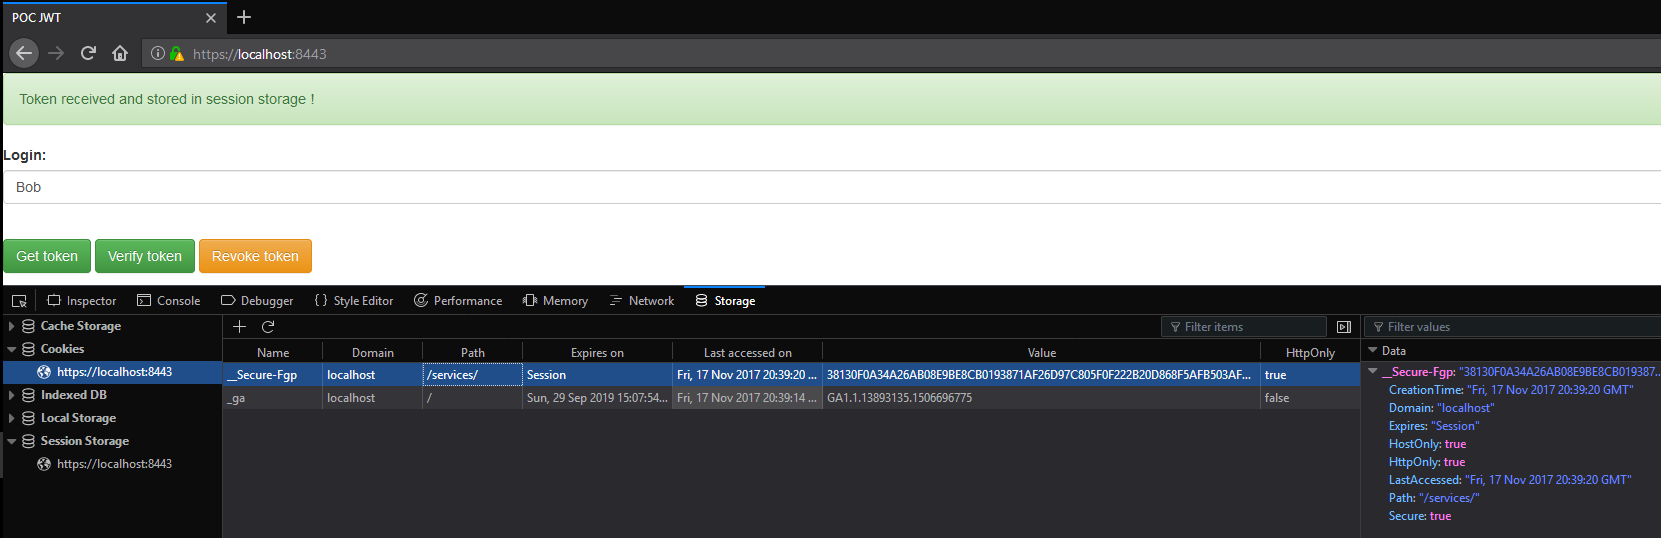 POC JWT
https://localhost:8443
Token received and stored in session storage !
Login:
Bob
Get token Verify token Revoke token
Inspector Console Debugger Style Editor Performance Memory Network Storage
Cache Storage
Cookies
https://localhost:8443
Indexed DB
Local Storage
Session Storage
https://localhost:8443
Filter items
Name Domain Path Expires on Last accessed on Value HttpOnly
__Secure-Fgp localhost /services/ Session Fri, 17 Nov 2017 20:39:20 ... 38130F0A34A26AB08E9BE8CB0193871AF26D97C805F0F222B20D868F5AFB503AF... true
_ga localhost / Sun, 29 Sep 2019 15:07:54... Fri, 17 Nov 2017 20:39:14 ... GA1.1.13893135.1506696775 false
Filter values
Data
__Secure-Fgp: "38130F0A34A26AB08E9BE8CB019387...
CreationTime: "Fri, 17 Nov 2017 20:39:20 GMT"
Domain: "localhost"
Expires: "Session"
HostOnly: true
HttpOnly: true
LastAccessed: "Fri, 17 Nov 2017 20:39:20 GMT"
Path: "/services/"
Secure: true